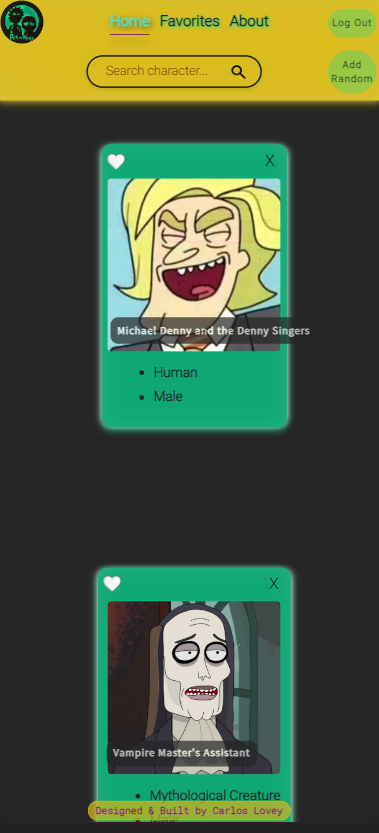 Home Favorites About
Log Out
Search character...
Add
Random
X
Michael Denny and the Denny Singers
Human
Male
X
Vampire Master's Assistant
Mythological Creature
Designed & Built by Carlos Lovey
Male